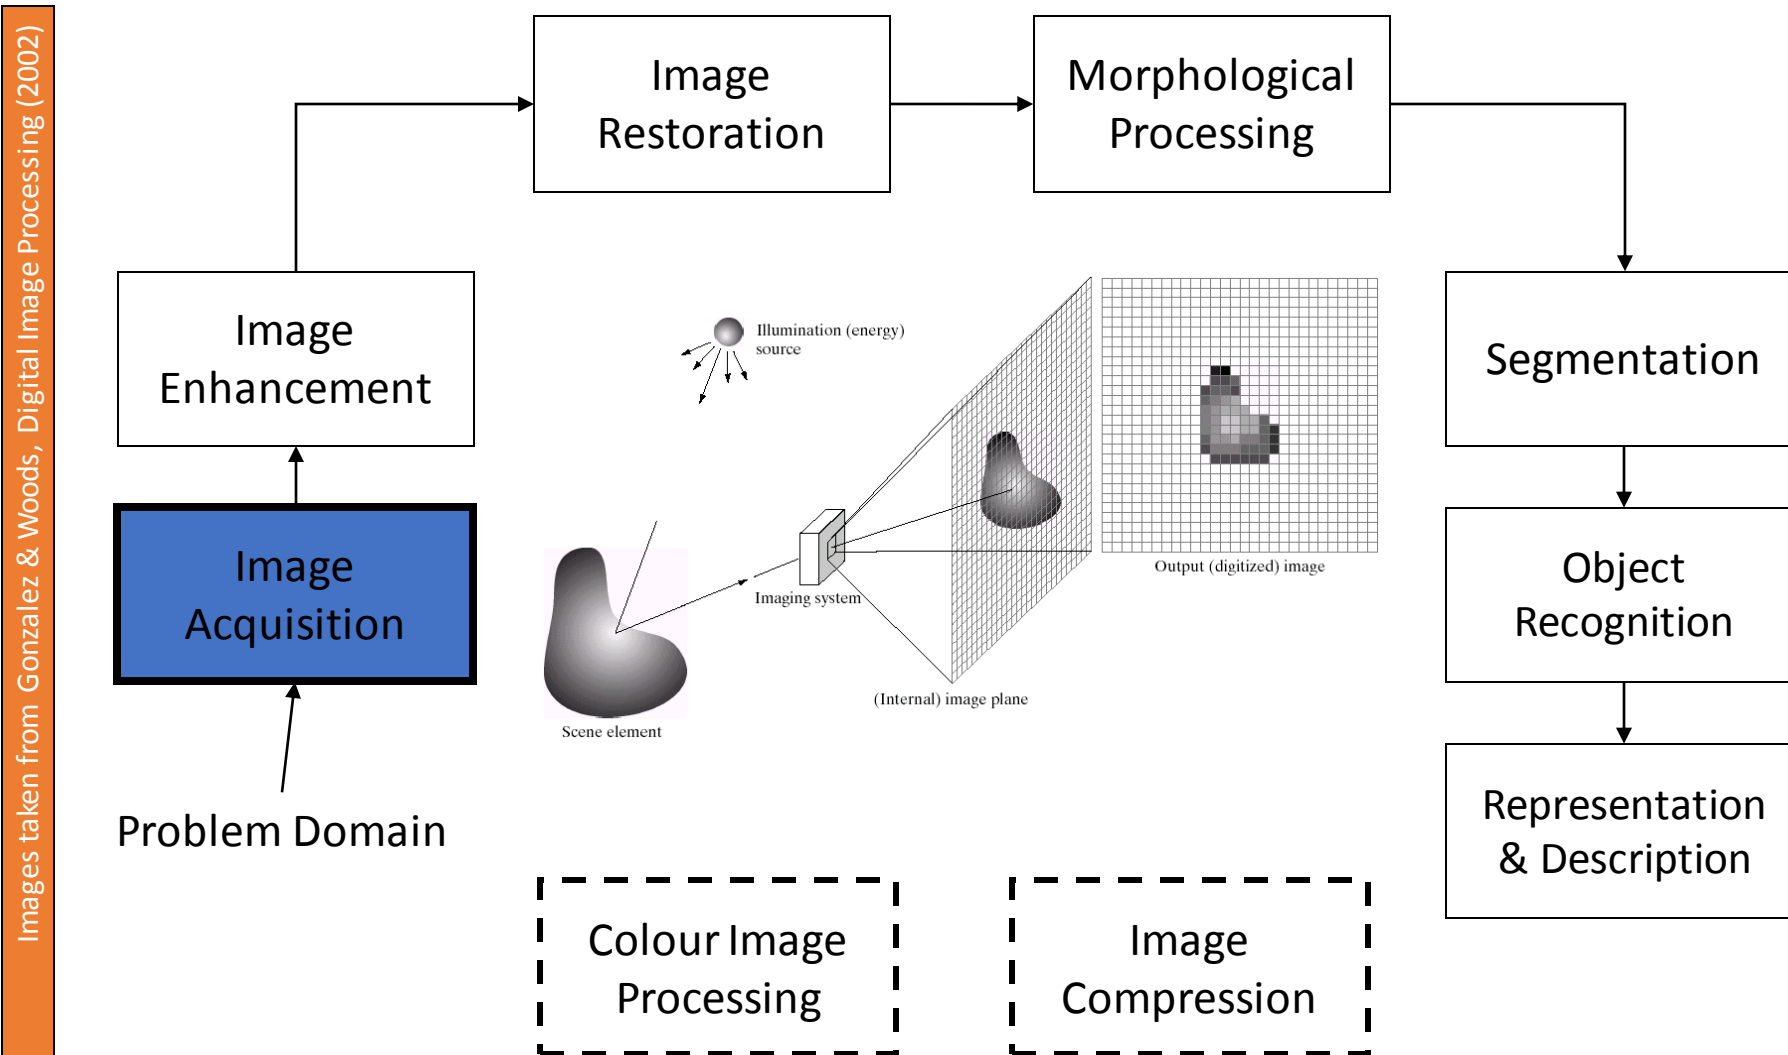 Images taken from Gonzalez & Woods, Digital Image Processing (2002)
Image
Restoration
Morphological
Processing
Image
Enhancement
Illumination (energy)
source
Segmentation
Image
Acquisition
Imaging system
Output (digitized) image
Object
Recognition
(Internal) image plane
Scene element
Problem Domain
Representation
& Description
Colour Image
Processing
Image
Compression